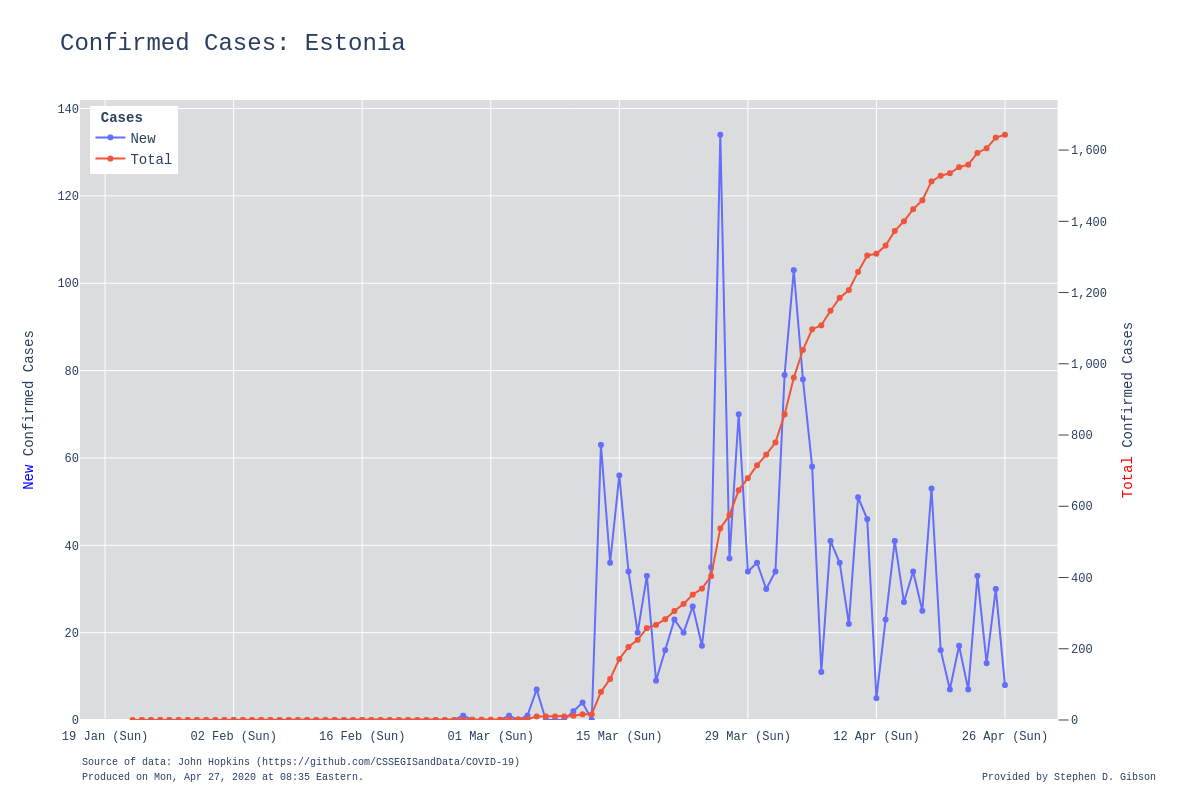 Confirmed Cases: Estonia
Cases
New
Total
140
120
100
80
60
40
20
0
1,600
1,400
1,200
1,000
800
600
400
200
0
New Confirmed Cases
Total Confirmed Cases
19 Jan (Sun) 02 Feb (Sun) 16 Feb (Sun) 01 Mar (Sun) 15 Mar (Sun) 29 Mar (Sun) 12 Apr (Sun) 26 Apr (Sun)
Source of data: John Hopkins (https://github.com/CSSEGISandData/COVID-19)
Produced on Mon, Apr 27, 2020 at 08:35 Eastern.
Provided by Stephen D. Gibson